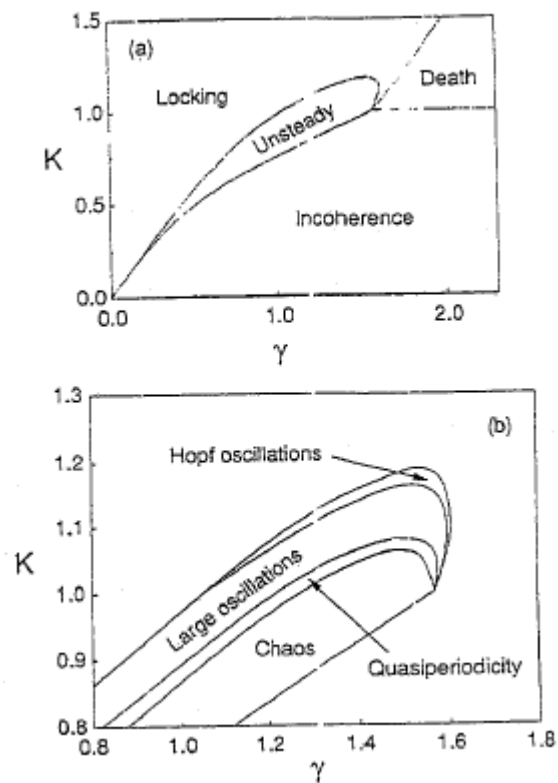 (a)
1.5
Locking
Death
1.0
K
Unsteady
0.5
Incoherence
0.0
0.0
1.0
2.0
γ
1.3
(b)
Hopf oscillations
1.2
1.1
K
Large oscillations
1.0
Chaos
0.9
Quasiperiodicity
0.8
0.8
1.0
1.2
1.4
1.6
1.8
γ